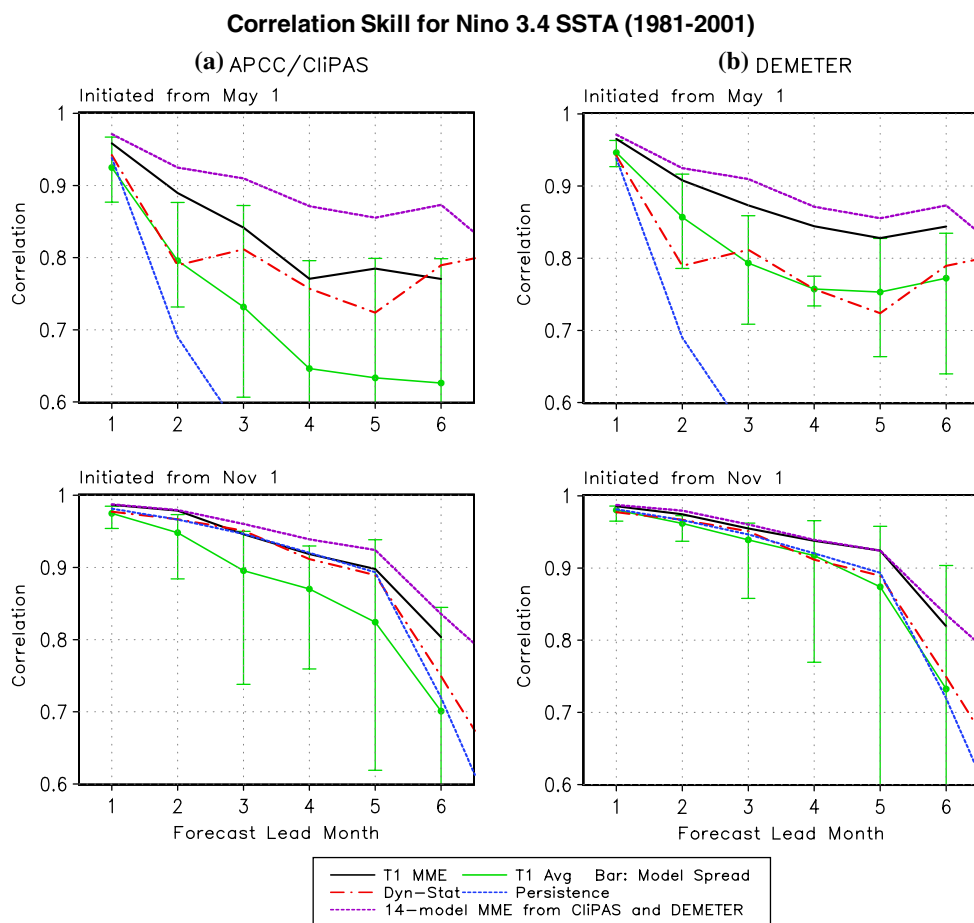 Correlation Skill for Nino 3.4 SSTA (1981-2001)
(a) APCC/CliPAS
(b) DEMETER
Initiated from May 1
Initiated from May 1
Correlation
1
0.9
0.8
0.7
0.6
1 2 3 4 5 6
Correlation
1
0.9
0.8
0.7
0.6
1 2 3 4 5 6
Initiated from Nov 1
Initiated from Nov 1
Correlation
1
0.9
0.8
0.7
0.6
1 2 3 4 5 6
Forecast Lead Month
Correlation
1
0.9
0.8
0.7
0.6
1 2 3 4 5 6
Forecast Lead Month
T1 MME T1 Avg Bar: Model Spread
Dyn-Stat Persistence
14-model MME from CliPAS and DEMETER